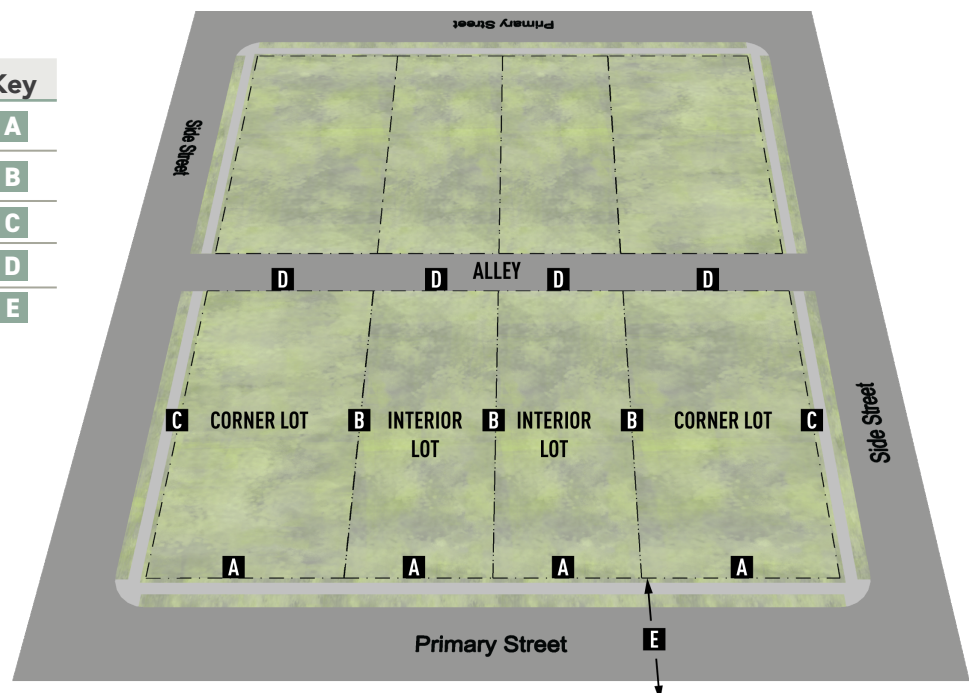 Key
A
B
C
D
E
Primary Street
Side Street
ALLEY
D
D
D
D
C
CORNER LOT
B
INTERIOR
LOT
B
INTERIOR
LOT
B
CORNER LOT
C
Side Street
A
A
A
A
Primary Street
E